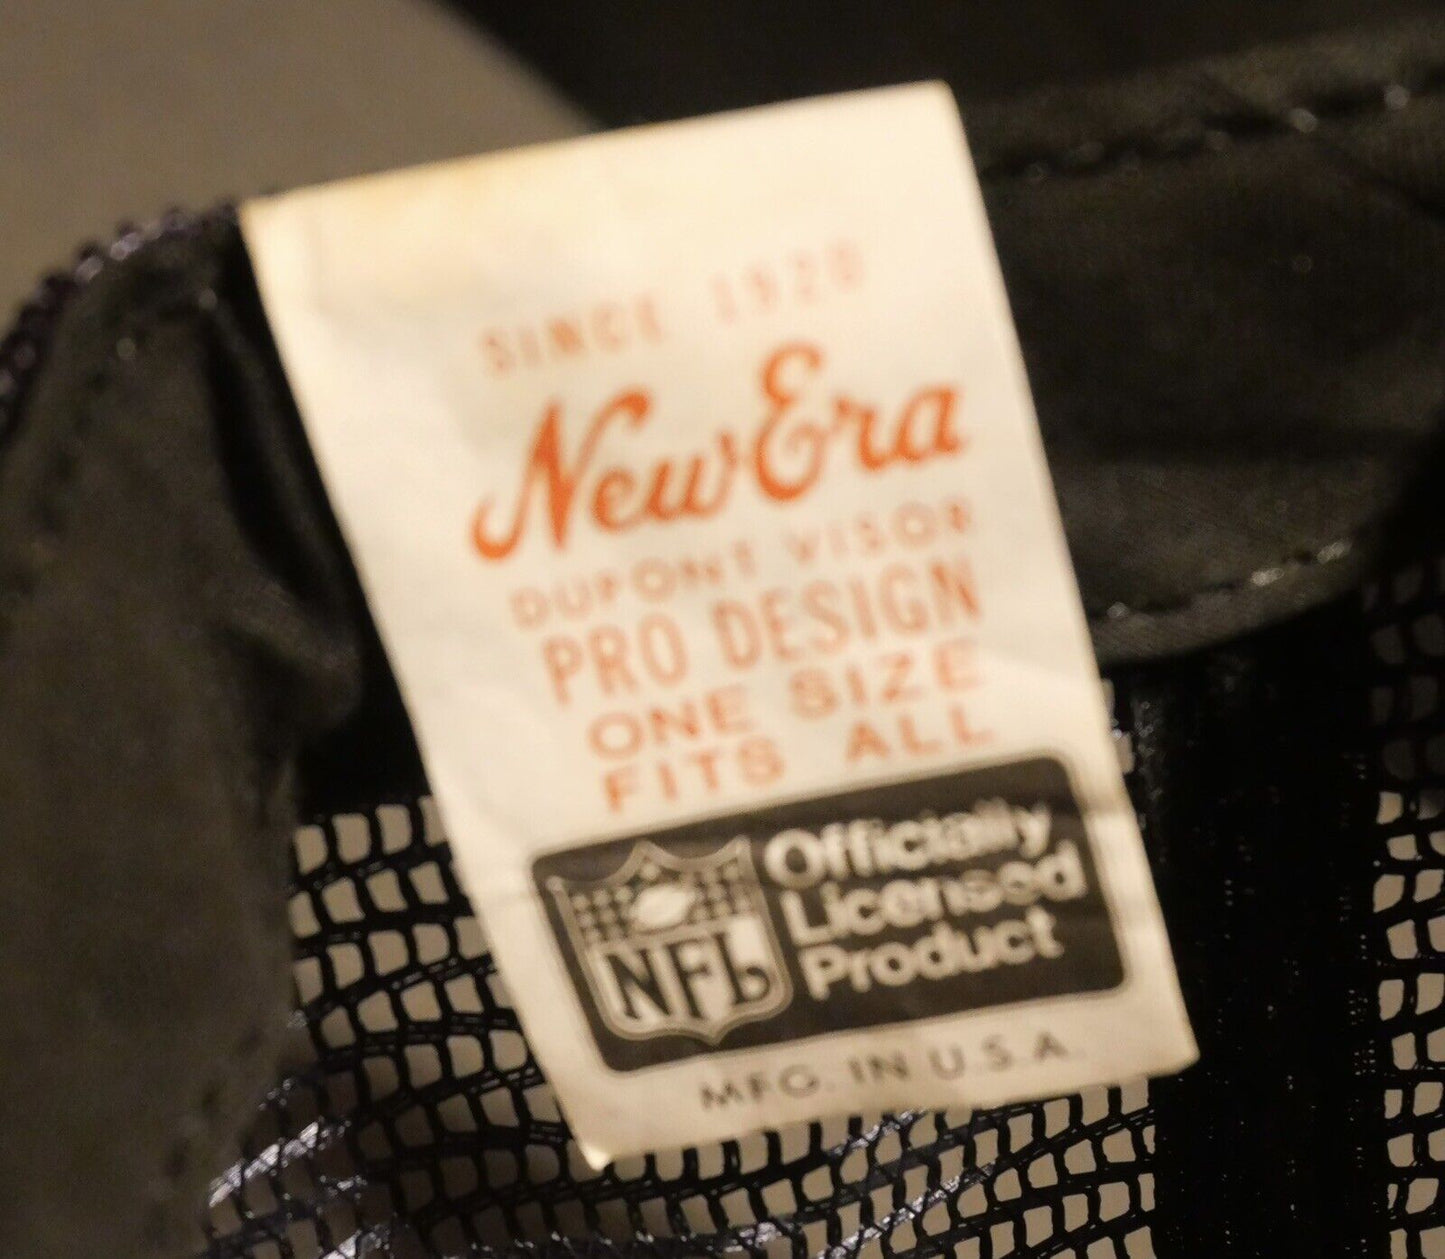 SINCE 1920
New Era
DUPONT VISOR
PRO DESIGN
ONE SIZE
FITS ALL
NFL
Officially
Licensed
Product
MFG. IN U.S.A.